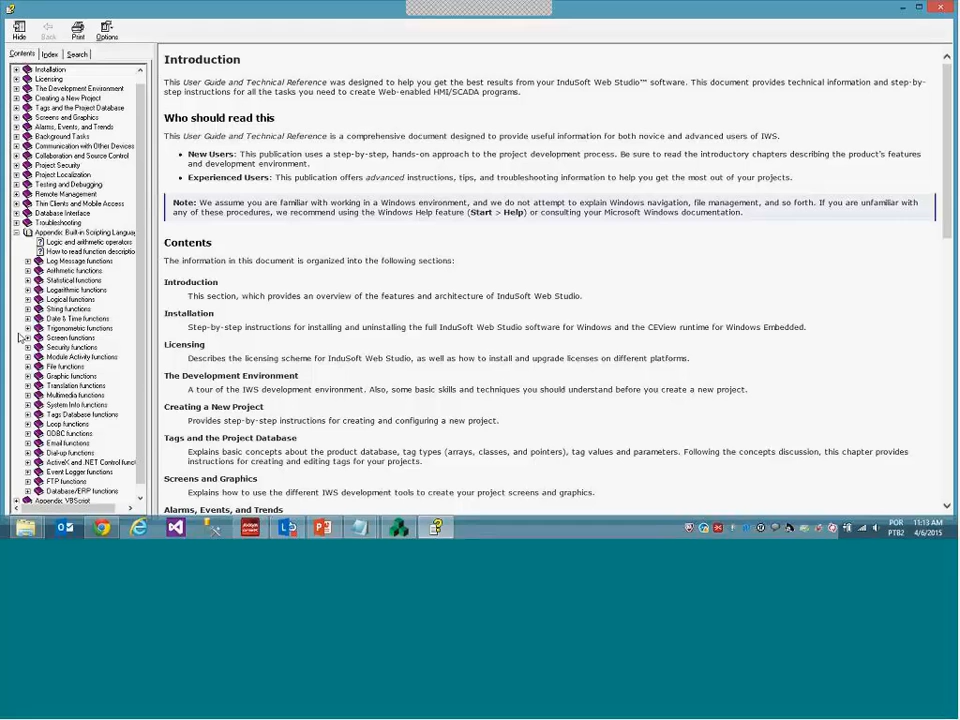 Hide
Back
Print
Options
Contents
Index
Search
Installation
Licensing
The Development Environment
Creating a New Project
Tags and the Project Database
Screens and Graphics
Alarms, Events, and Trends
Background Tasks
Communication with Other Devices
Collaboration and Source Control
Project Security
Project Localization
Testing and Debugging
Remote Management
Thin Clients and Mobile Access
Database Interface
Troubleshooting
Appendix: Built-in Scripting Languag
Logic and arithmetic operators
How to read function descriptio
Log Message functions
Arithmetic functions
Statistical functions
Logarithmic functions
Logical functions
String functions
Date & Time functions
Trigonometric functions
Screen functions
Security functions
Module Activity functions
File functions
Graphic functions
Translation functions
Multimedia functions
System Info functions
Tags Database functions
Loop functions
ODBC functions
Email functions
Dial-up functions
ActiveX and .NET Control funct
Event Logger functions
FTP functions
Database/ERP functions
Appendix: VBScript
Introduction
This User Guide and Technical Reference was designed to help you get the best results from your InduSoft Web Studio™ software. This document provides technical information and step-by-
step instructions for all the tasks you need to create Web-enabled HMI/SCADA programs.
Who should read this
This User Guide and Technical Reference is a comprehensive document designed to provide useful information for both novice and advanced users of IWS.
• New Users: This publication uses a step-by-step, hands-on approach to the project development process. Be sure to read the introductory chapters describing the product's features
and development environment.
• Experienced Users: This publication offers advanced instructions, tips, and troubleshooting information to help you get the most out of your projects.
Note: We assume you are familiar with working in a Windows environment, and we do not attempt to explain Windows navigation, file management, and so forth. If you are unfamiliar with
any of these procedures, we recommend using the Windows Help feature (Start > Help) or consulting your Microsoft Windows documentation.
Contents
The information in this document is organized into the following sections:
Introduction
This section, which provides an overview of the features and architecture of InduSoft Web Studio.
Installation
Step-by-step instructions for installing and uninstalling the full InduSoft Web Studio software for Windows and the CEView runtime for Windows Embedded.
Licensing
Describes the licensing scheme for InduSoft Web Studio, as well as how to install and upgrade licenses on different platforms.
The Development Environment
A tour of the IWS development environment. Also, some basic skills and techniques you should understand before you create a new project.
Creating a New Project
Provides step-by-step instructions for creating and configuring a new project.
Tags and the Project Database
Explains basic concepts about the product database, tag types (arrays, classes, and pointers), tag values and parameters. Following the concepts discussion, this chapter provides
instructions for creating and editing tags for your projects.
Screens and Graphics
Explains how to use the different IWS development tools to create your project screens and graphics.
Alarms, Events, and Trends
POR
PTB2
11:13 AM
4/6/2015